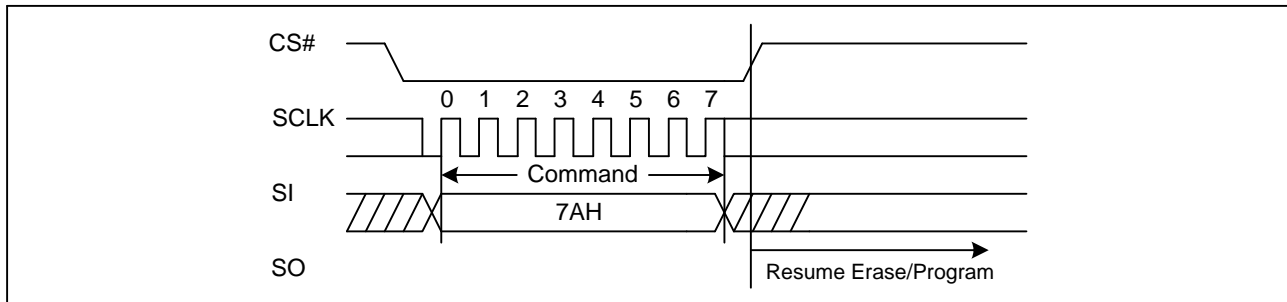 CS#
0 1 2 3 4 5 6 7
SCLK
Command
SI
7AH
SO
Resume Erase/Program